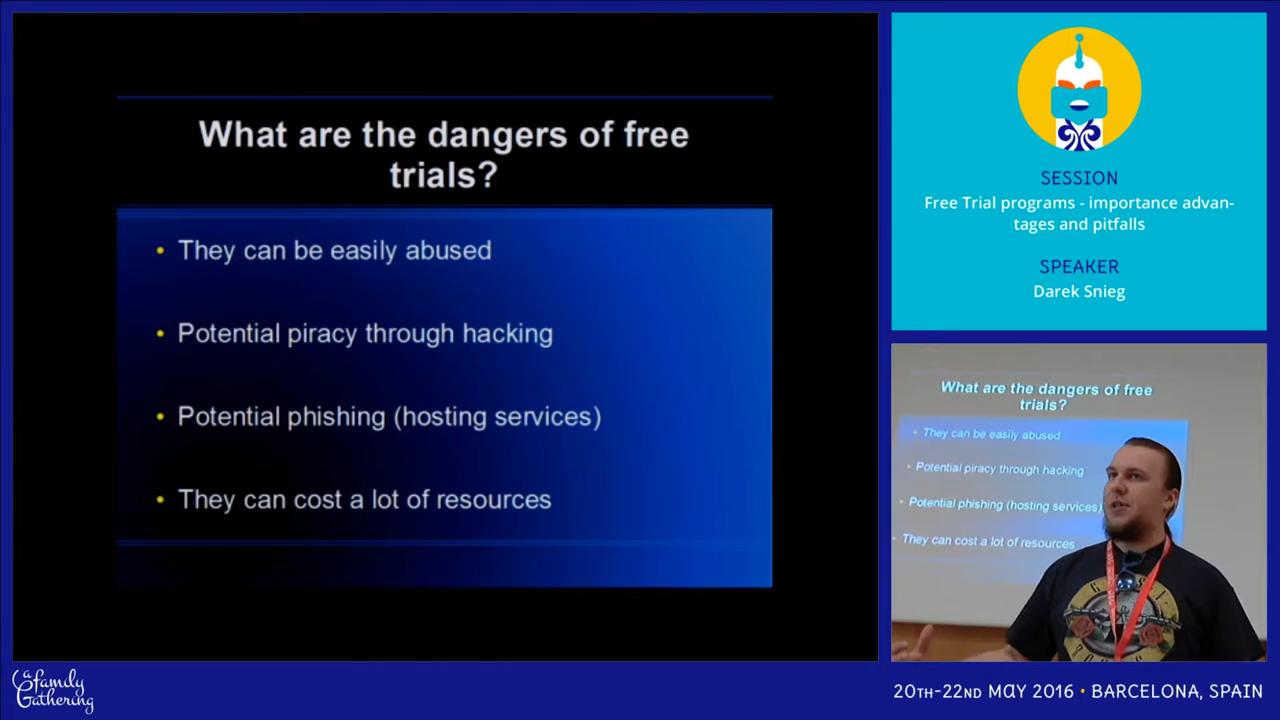 What are the dangers of free
trials?
• They can be easily abused
• Potential piracy through hacking
• Potential phishing (hosting services)
• They can cost a lot of resources
SESSION
Free Trial programs - importance advan-
tages and pitfalls
SPEAKER
Darek Snieg
What are the dangers of free
trials?
• They can be easily abused
• Potential piracy through hacking
• Potential phishing (hosting services)
• They can cost a lot of resources
a family
Gathering
20TH-22ND MAY 2016 • BARCELONA, SPAIN